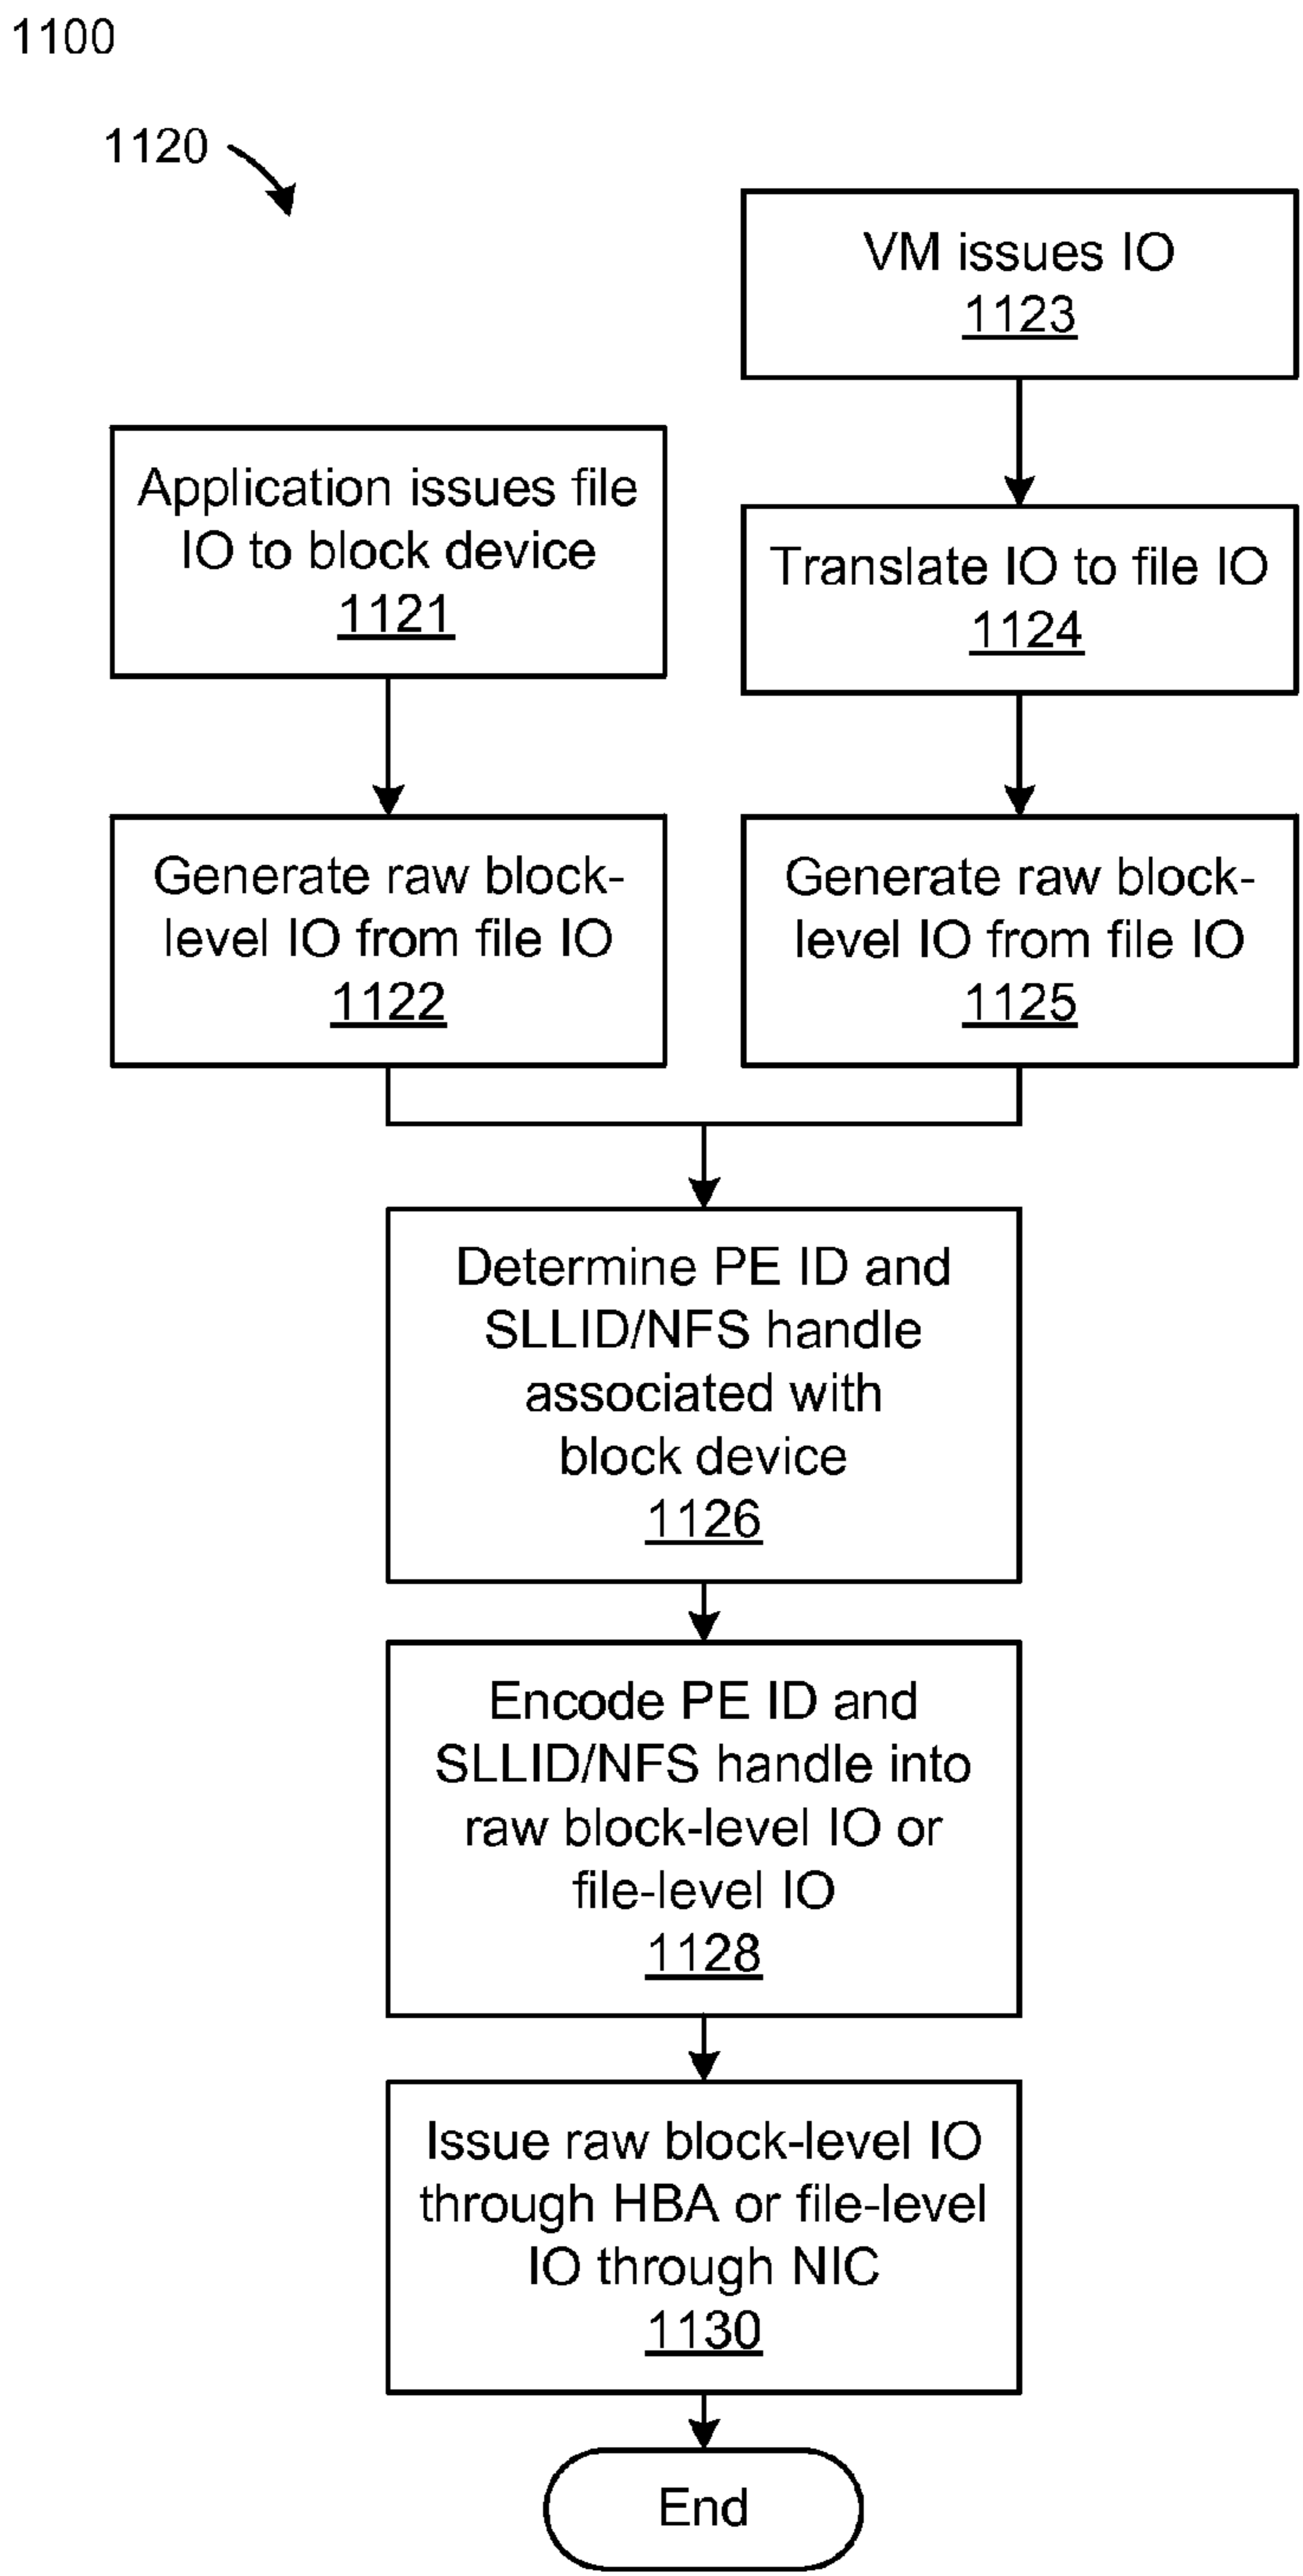 1100
1120
VM issues IO
1123
Application issues file
IO to block device
1121
Translate IO to file IO
1124
Generate raw block-
level IO from file IO
1122
Generate raw block-
level IO from file IO
1125
Determine PE ID and
SLLID/NFS handle
associated with
block device
1126
Encode PE ID and
SLLID/NFS handle into
raw block-level IO or
file-level IO
1128
Issue raw block-level IO
through HBA or file-level
IO through NIC
1130
End